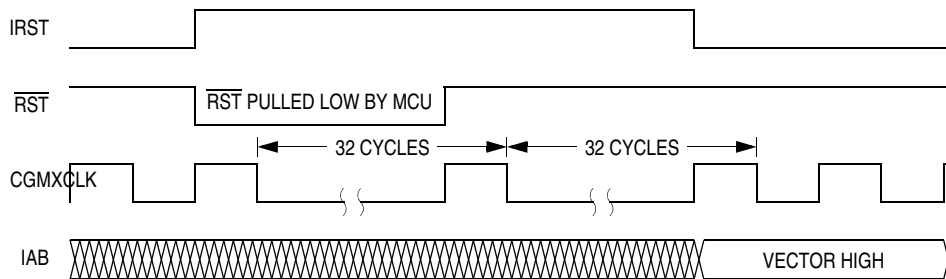 IRST
RST
RST PULLED LOW BY MCU
32 CYCLES
32 CYCLES
CGMXCLK
IAB
VECTOR HIGH